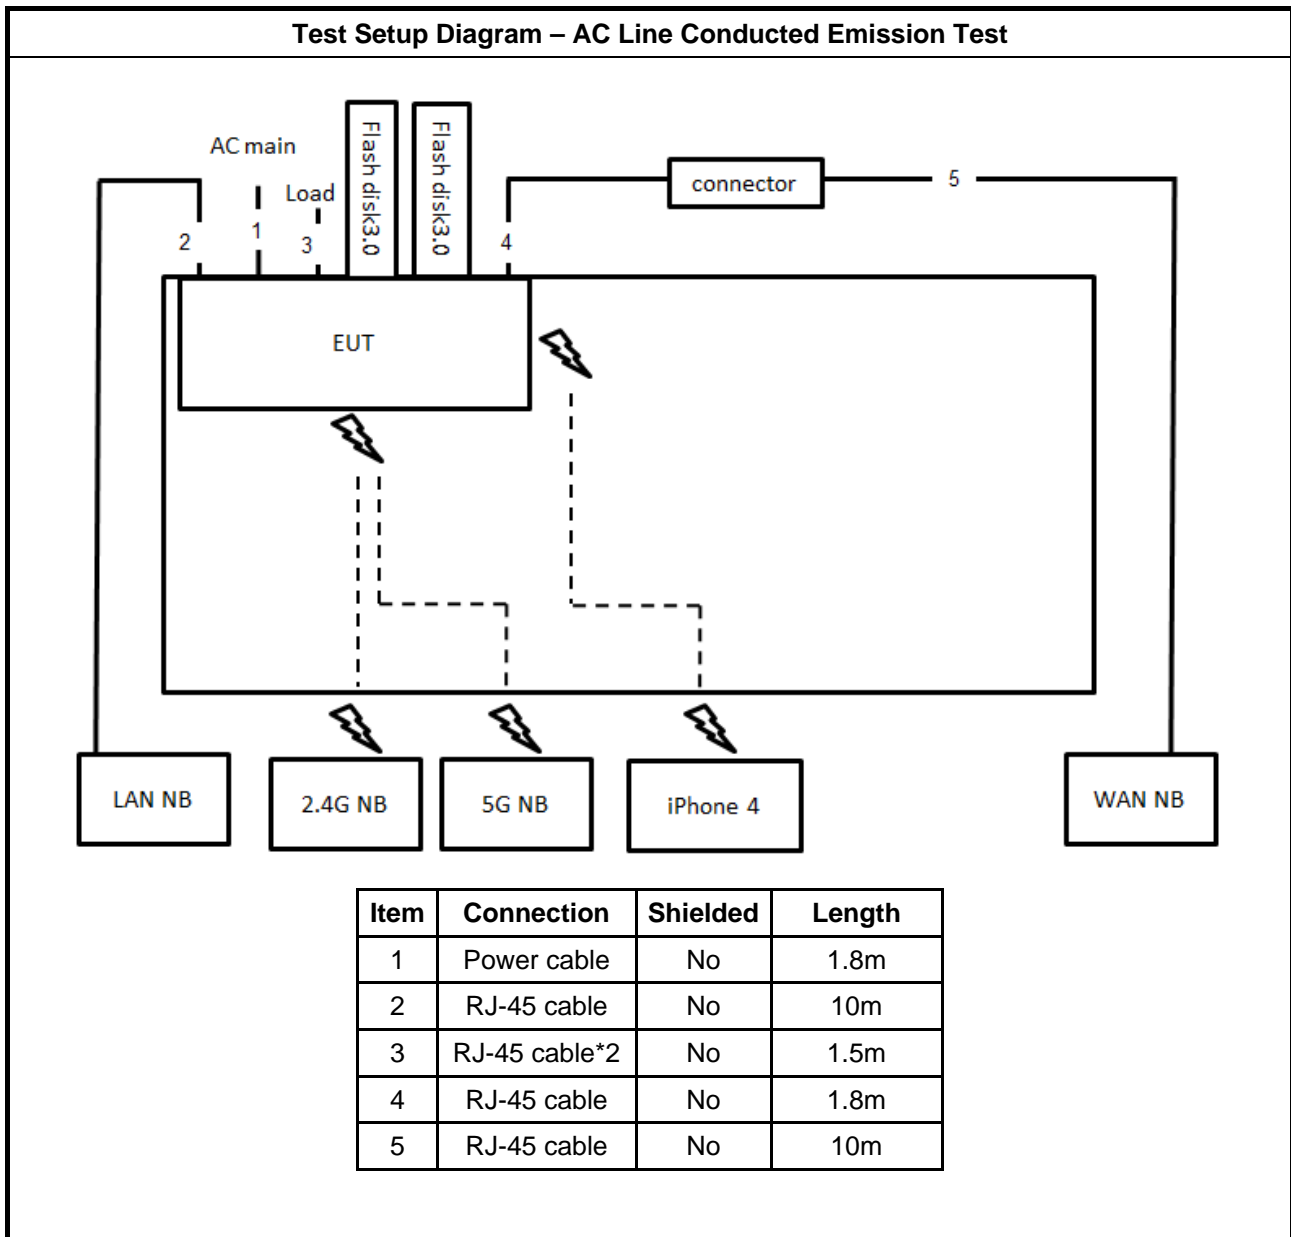 Test Setup Diagram – AC Line Conducted Emission Test
AC main
Load
Flash disk3.0
Flash disk3.0
connector
5
2
1
3
4
EUT
LAN NB
2.4G NB
5G NB
iPhone 4
WAN NB
Item Connection Shielded Length
1 Power cable No 1.8m
2 RJ-45 cable No 10m
3 RJ-45 cable*2 No 1.5m
4 RJ-45 cable No 1.8m
5 RJ-45 cable No 10m